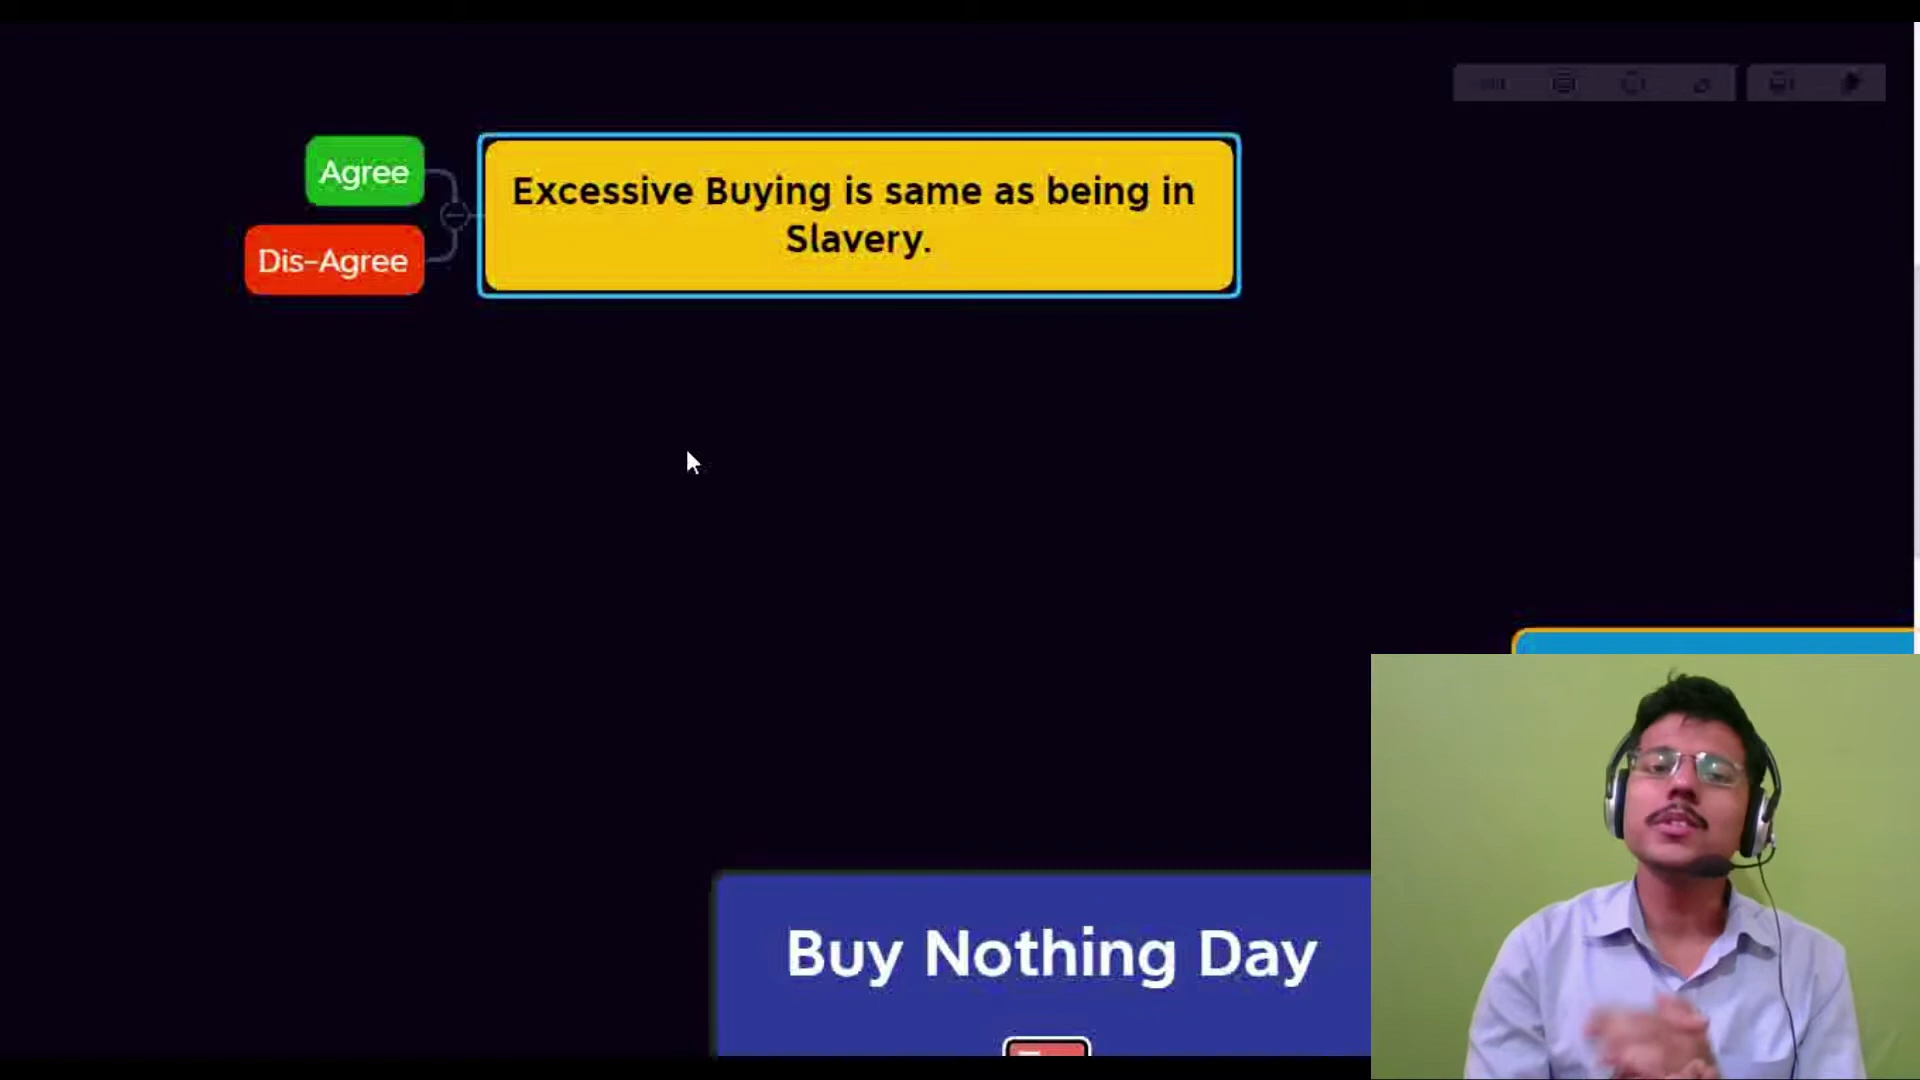 Agree
Dis-Agree
Excessive Buying is same as being in
Slavery.
Buy Nothing Day